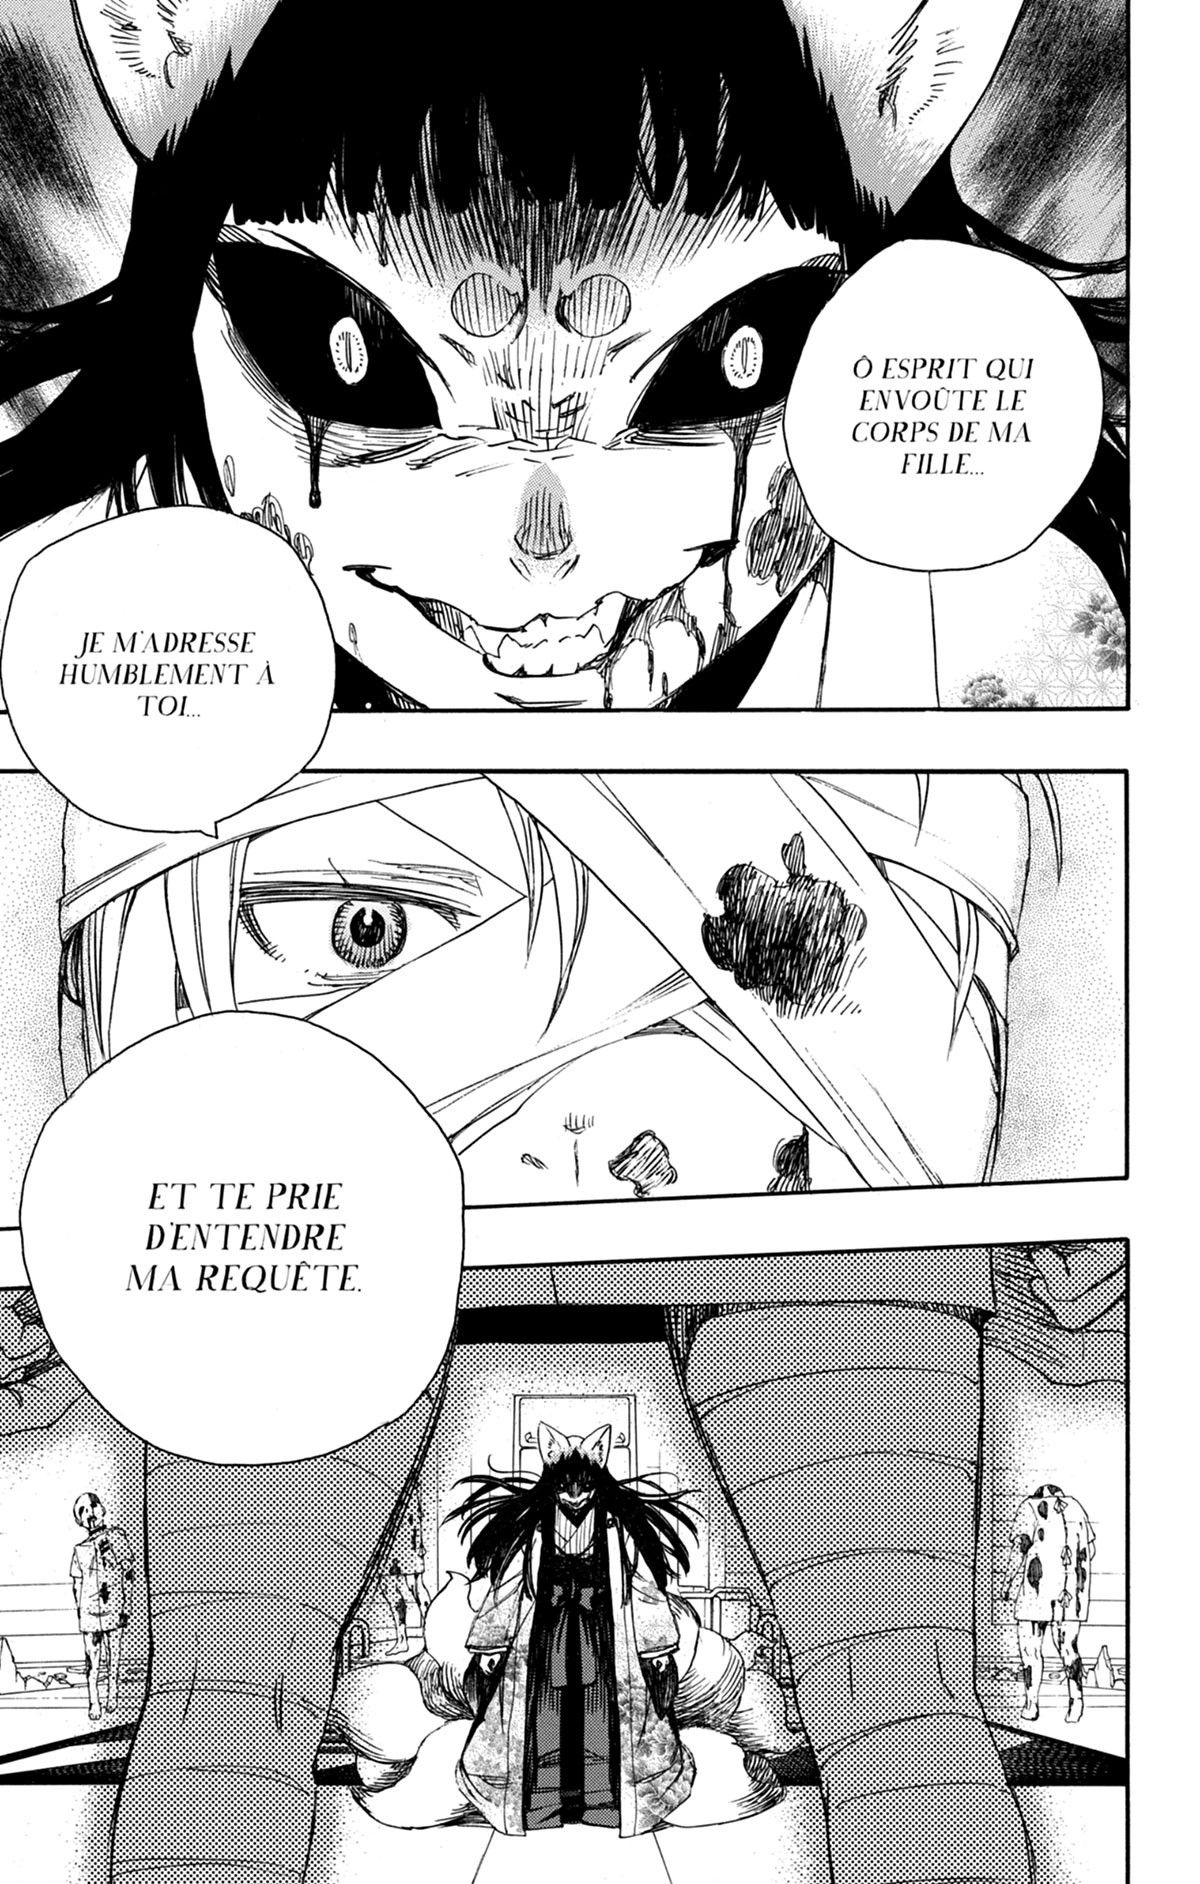 Ô ESPRIT QUI
ENVOÛTE LE
CORPS DE MA
FILLE...
JE M'ADRESSE
HUMBLEMENT À
TOI...
ET TE PRIE
D'ENTENDRE
MA REQUÊTE.